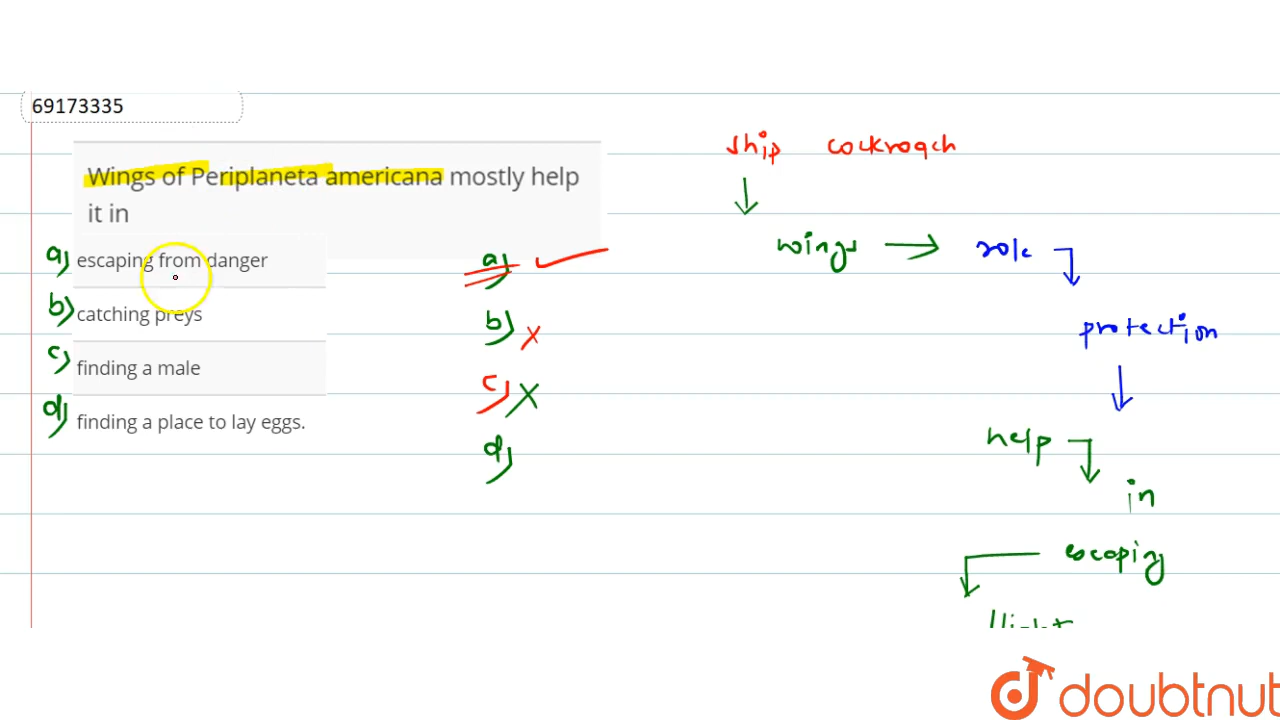 69173335
Wings of Periplaneta americana mostly help
it in
a) escaping from danger
b) catching preys
c) finding a male
d) finding a place to lay eggs.
a)
b) x
c) x
d)
ship cockroach
wings → role
protection
help
in
escaping
doubtnut